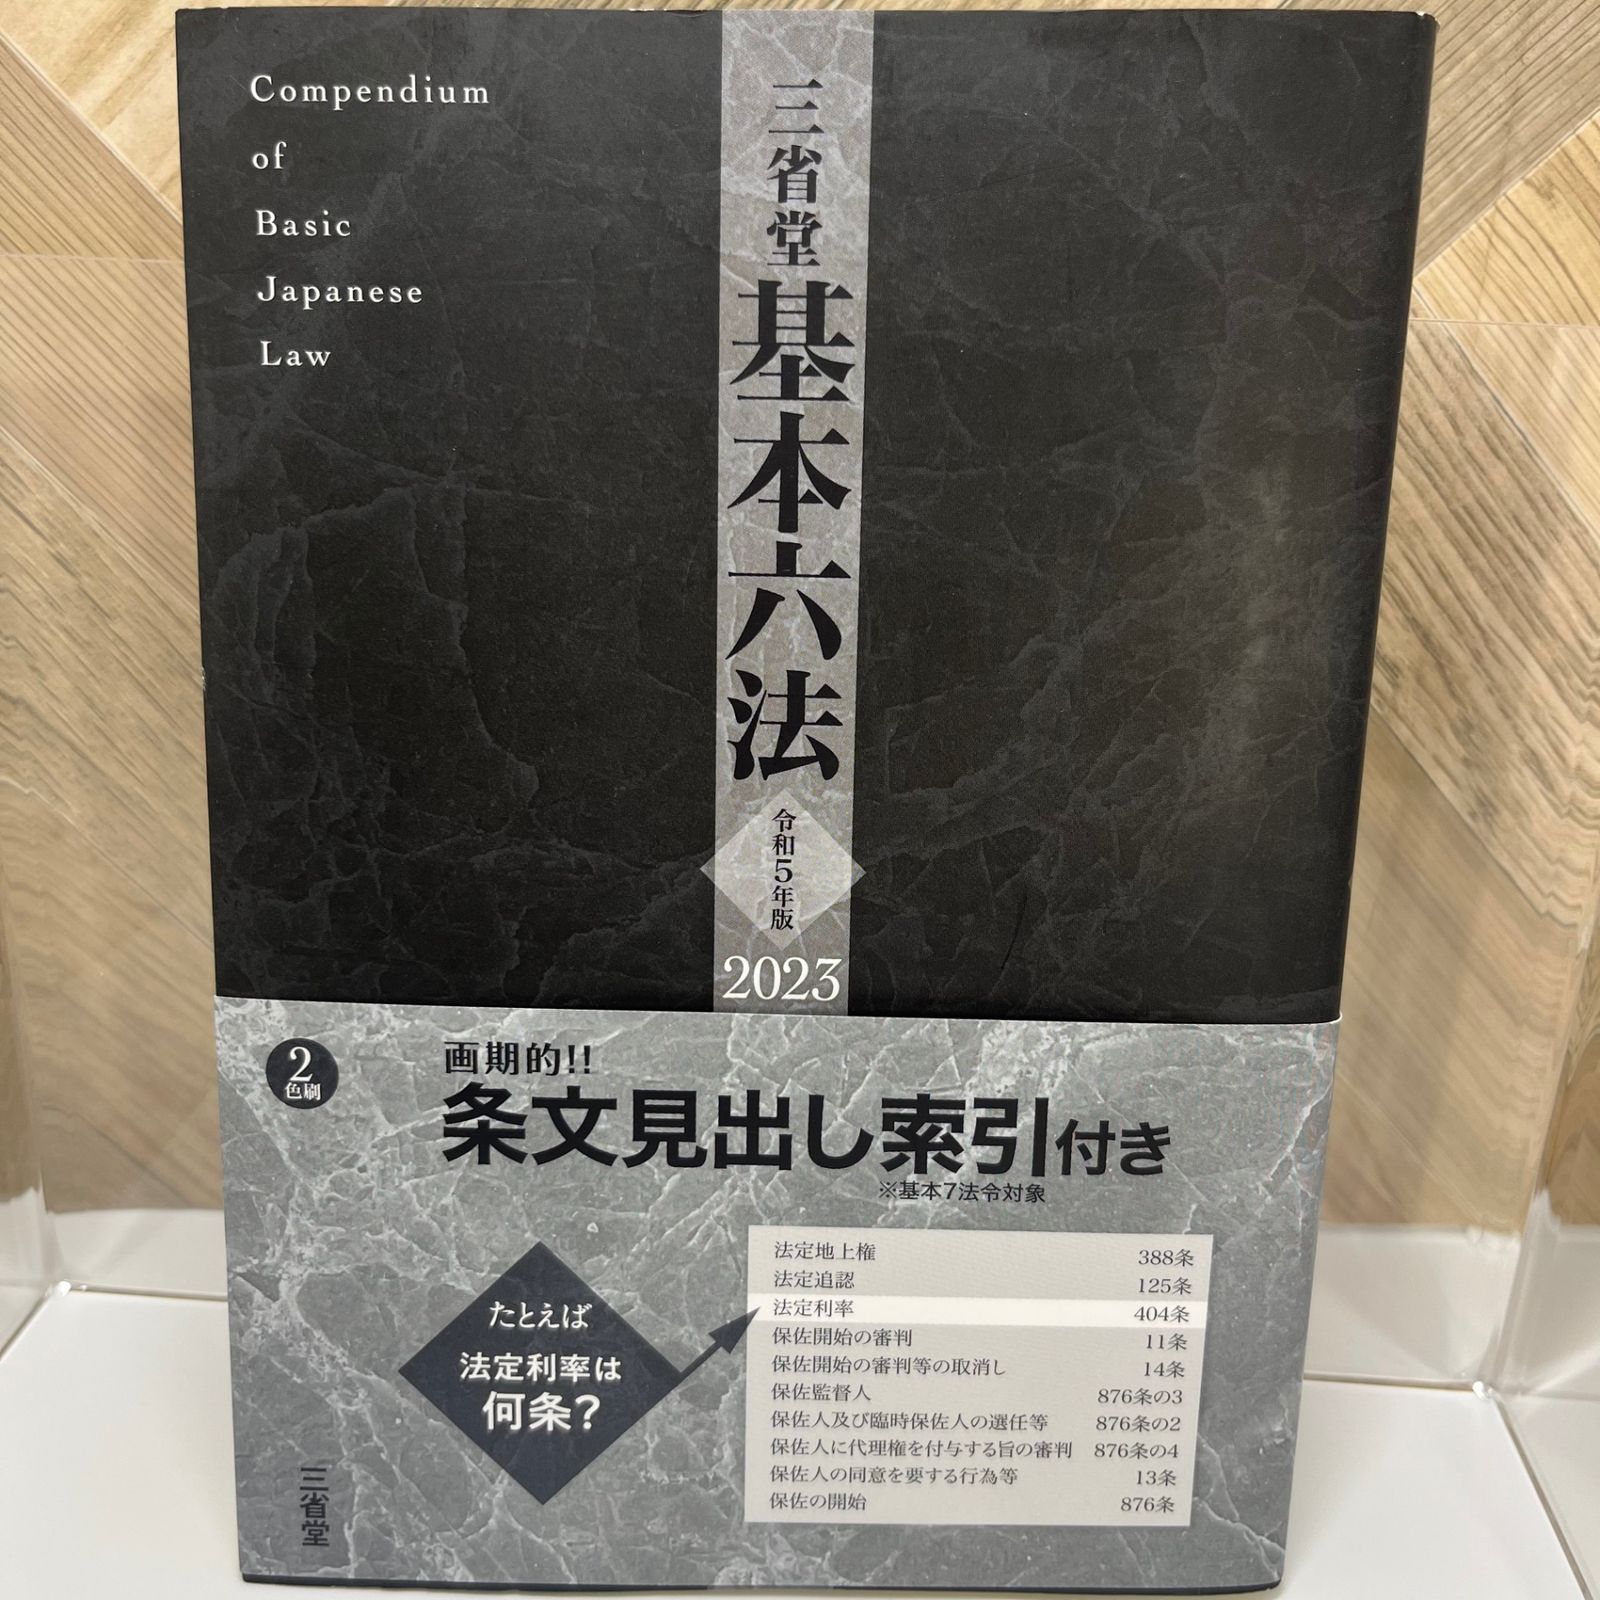 Compendium
of
Basic
Japanese
Law
三省堂
基本六法
令和5年版
2023
2色刷
画期的!!
条文見出し索引付き
※基本7法令対象
たとえば
法定利率は
何条?
法定地上権 388条
法定追認 125条
法定利率 404条
保佐開始の審判 11条
保佐開始の審判等の取消し 14条
保佐監督人 876条の3
保佐人及び臨時保佐人の選任等 876条の2
保佐人に代理権を付与する旨の審判 876条の4
保佐人の同意を要する行為等 13条
保佐の開始 876条
三省堂